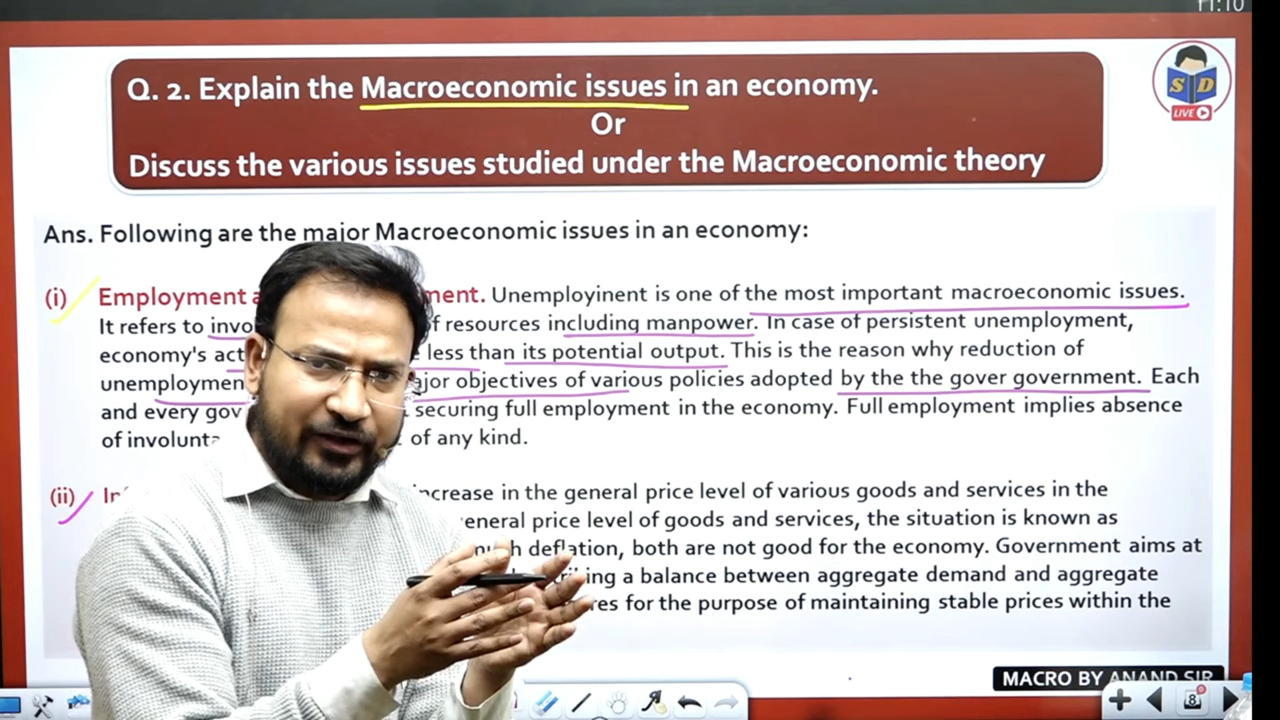 11:10
Q. 2. Explain the Macroeconomic issues in an economy.
Or
Discuss the various issues studied under the Macroeconomic theory
S D
LIVE
Ans. Following are the major Macroeconomic issues in an economy:
(i) Employment a ment. Unemployinent is one of the most important macroeconomic issues.
It refers to invo f resources including manpower. In case of persistent unemployment,
economy's act less than its potential output. This is the reason why reduction of
unemploymen ajor objectives of various policies adopted by the the gover government. Each
and every gov securing full employment in the economy. Full employment implies absence
of involunta of any kind.
(ii) In ncrease in the general price level of various goods and services in the
eneral price level of goods and services, the situation is known as
much deflation, both are not good for the economy. Government aims at
striking a balance between aggregate demand and aggregate
res for the purpose of maintaining stable prices within the
MACRO BY ANAND SIR
8